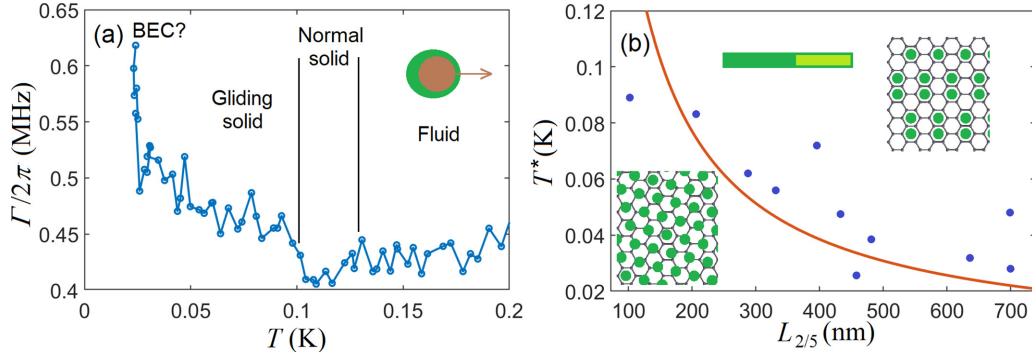 (a) BEC?
Normal
solid
Gliding
solid
Fluid
Γ/2π (MHz)
0.65
0.6
0.55
0.5
0.45
0.4
0
0.05
0.1
0.15
0.2
T (K)
(b)
T*(K)
0.12
0.1
0.08
0.06
0.04
0.02
100
200
300
400
500
600
700
L2/5 (nm)